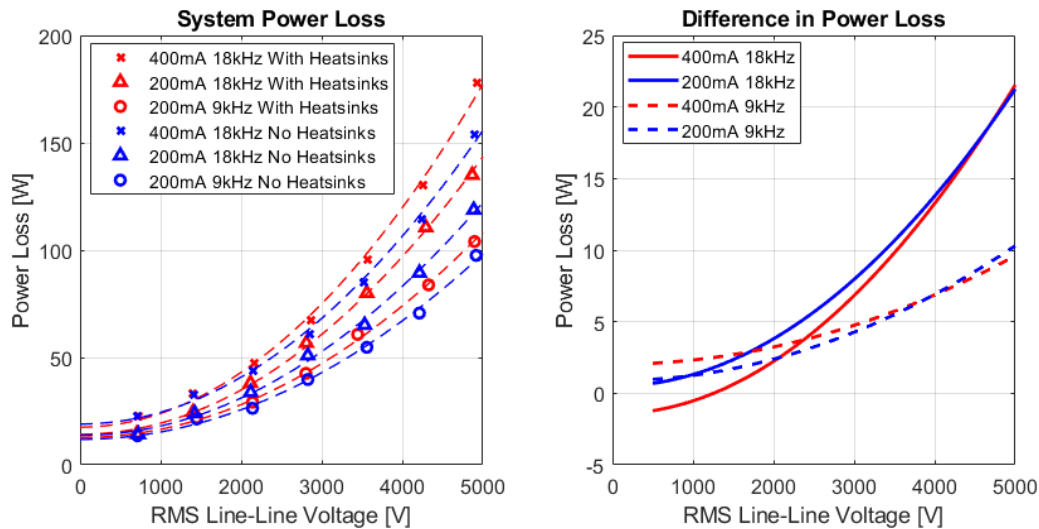 System Power Loss
400mA 18kHz With Heatsinks
200mA 18kHz With Heatsinks
200mA 9kHz With Heatsinks
400mA 18kHz No Heatsinks
200mA 18kHz No Heatsinks
200mA 9kHz No Heatsinks
200
150
100
50
0
Power Loss [W]
0 1000 2000 3000 4000 5000
RMS Line-Line Voltage [V]
Difference in Power Loss
400mA 18kHz
200mA 18kHz
400mA 9kHz
200mA 9kHz
25
20
15
10
5
0
-5
Power Loss [W]
0 1000 2000 3000 4000 5000
RMS Line-Line Voltage [V]